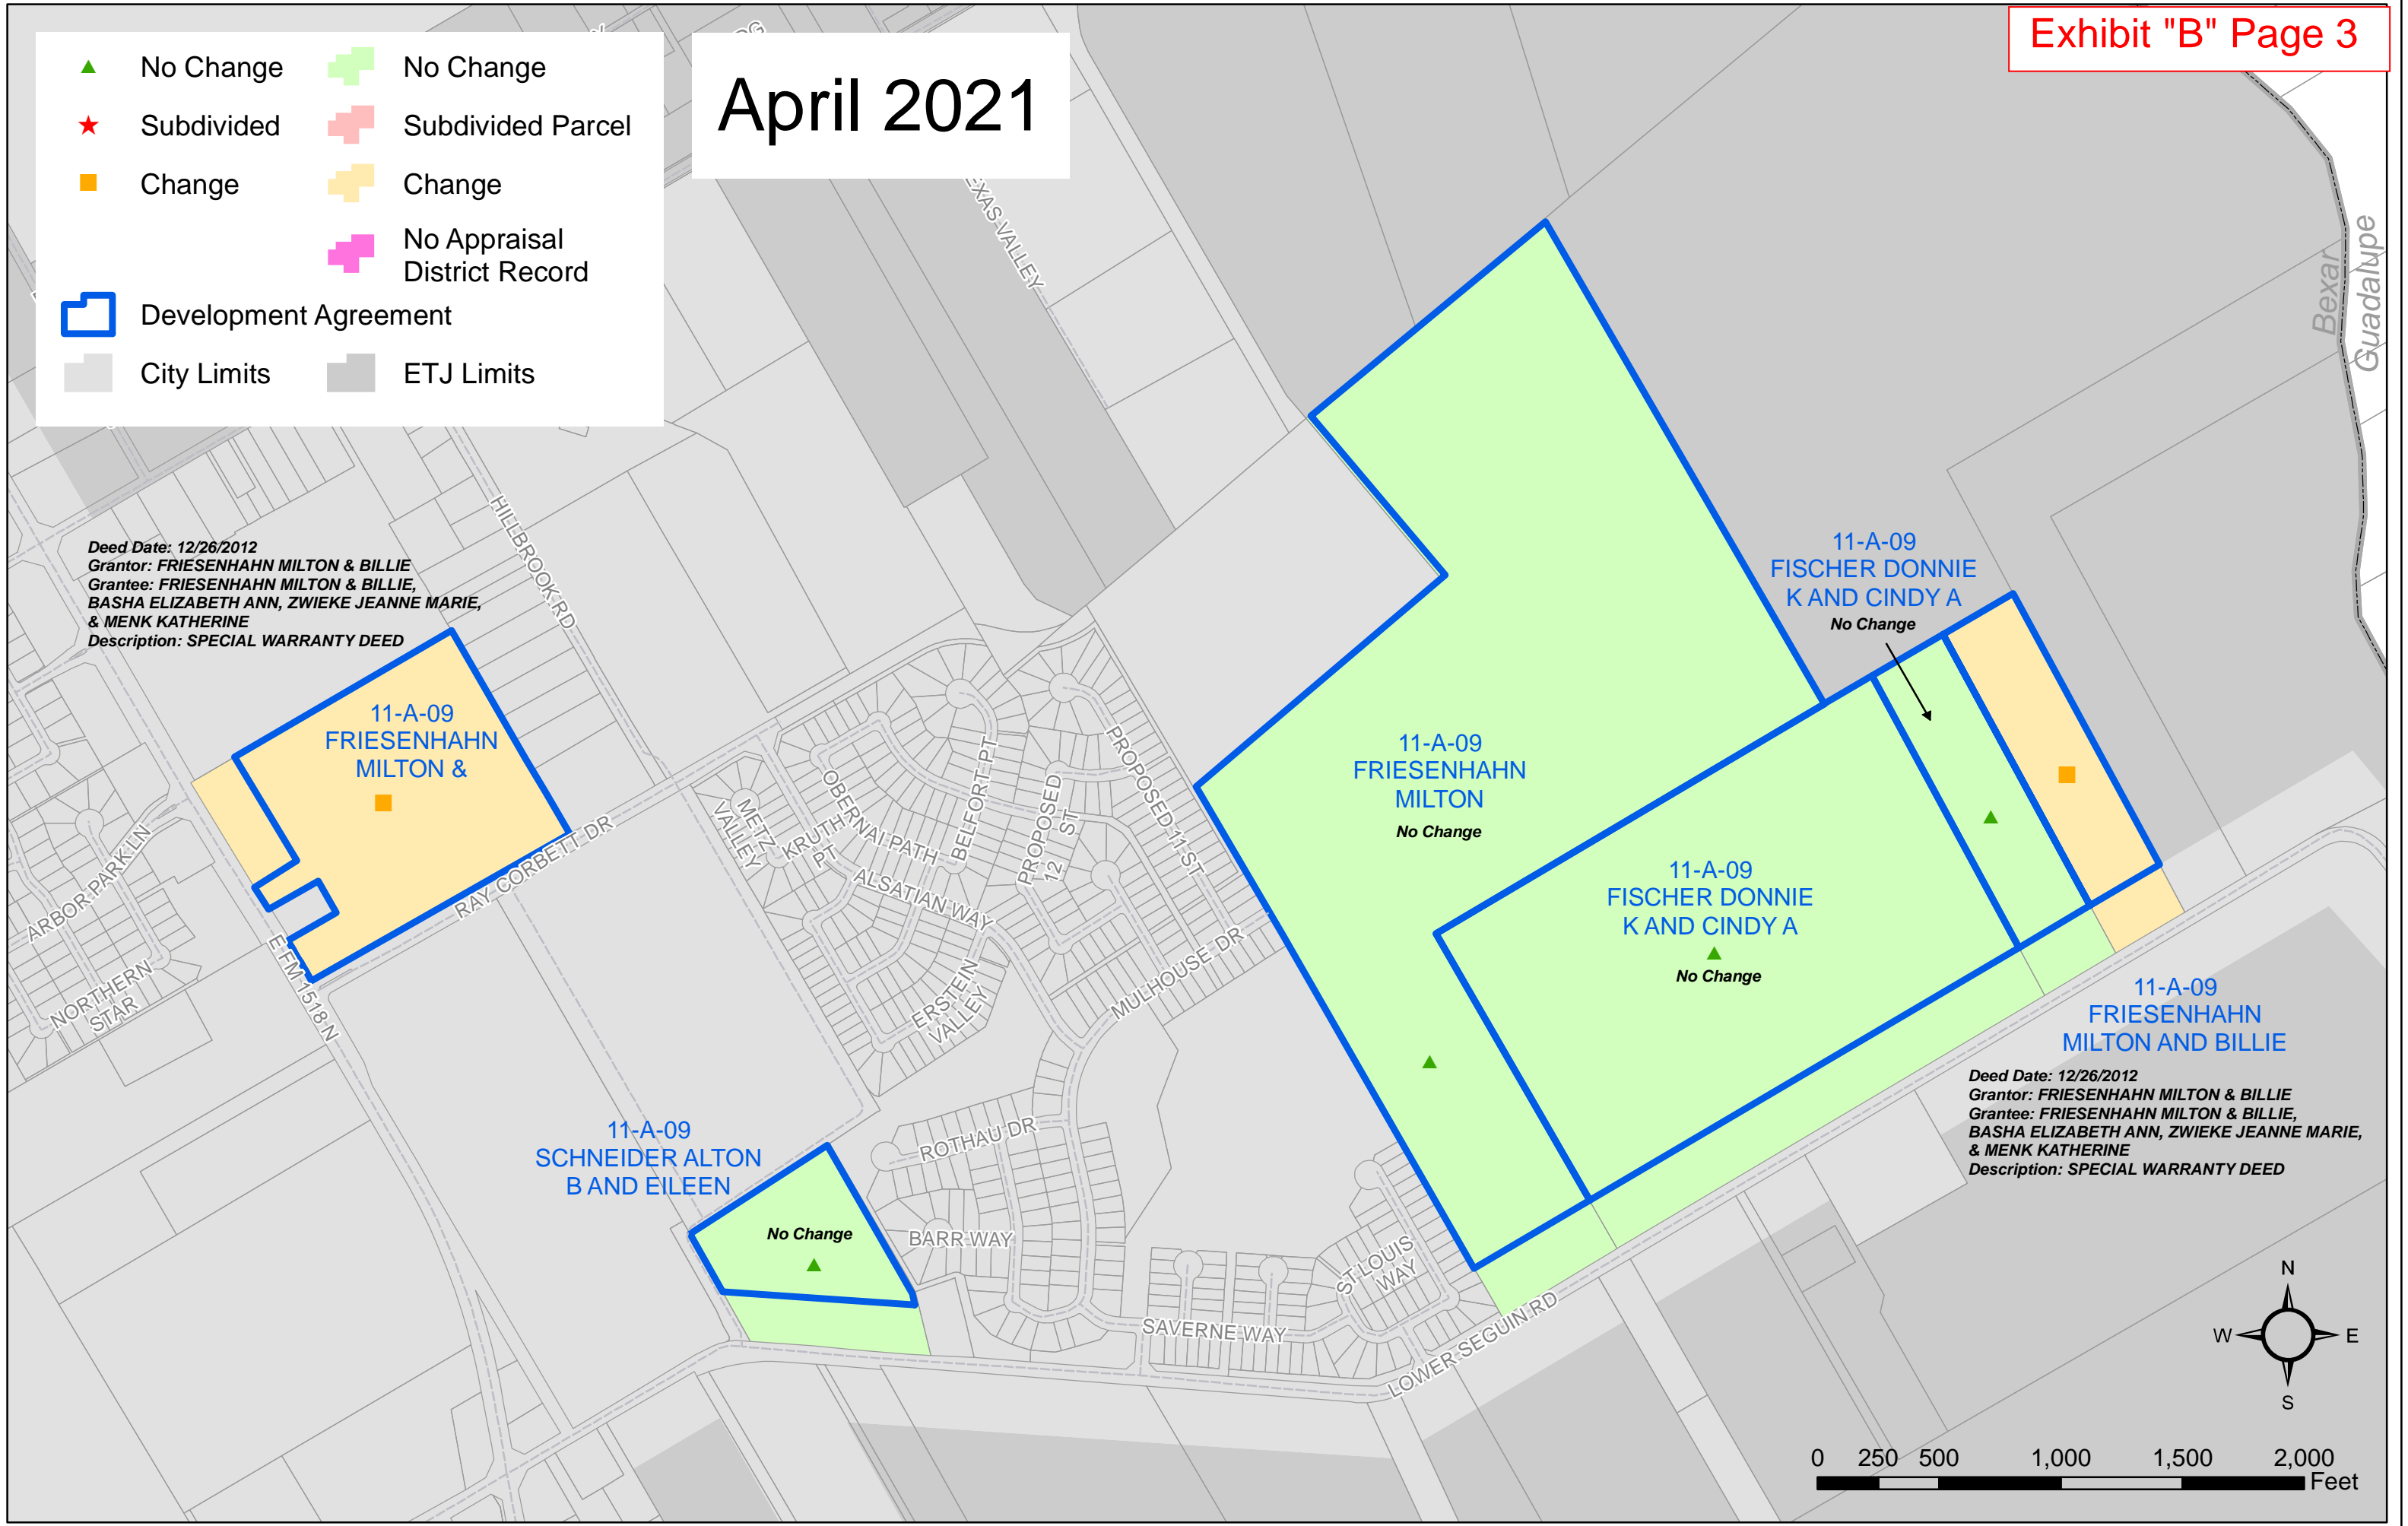 Exhibit "B" Page 3
April 2021
No Change
No Change
Subdivided
Subdivided Parcel
Change
Change
No Appraisal
District Record
Development Agreement
City Limits
ETJ Limits
EXAS VALLEY
Bexar
Guadalupe
HILLBROOK RD
Deed Date: 12/26/2012
Grantor: FRIESENHAHN MILTON & BILLIE
Grantee: FRIESENHAHN MILTON & BILLIE,
BASHA ELIZABETH ANN, ZWIEKE JEANNE MARIE,
& MENK KATHERINE
Description: SPECIAL WARRANTY DEED
11-A-09
FRIESENHAHN
MILTON &
11-A-09
FISCHER DONNIE
K AND CINDY A
No Change
11-A-09
FRIESENHAHN
MILTON
No Change
11-A-09
FISCHER DONNIE
K AND CINDY A
No Change
RAY CORBETT DR
ARBOR PARK LN
NORTHERN
STAR
E FM 1518 N
METZ
VALLEY
KRUTH
PT
OBERNAI PATH
BELFORT PT
PROPOSED
12 ST
PROPOSED 11 ST
ALSATIAN WAY
ERSTEIN
VALLEY
MULHOUSE DR
11-A-09
FRIESENHAHN
MILTON AND BILLIE
Deed Date: 12/26/2012
Grantor: FRIESENHAHN MILTON & BILLIE
Grantee: FRIESENHAHN MILTON & BILLIE,
BASHA ELIZABETH ANN, ZWIEKE JEANNE MARIE,
& MENK KATHERINE
Description: SPECIAL WARRANTY DEED
11-A-09
SCHNEIDER ALTON
B AND EILEEN
No Change
ROTHAU DR
BARR WAY
ST LOUIS
WAY
SAVERNE WAY
LOWER SEGUIN RD
N
W
E
S
0 250 500 1,000 1,500 2,000
Feet